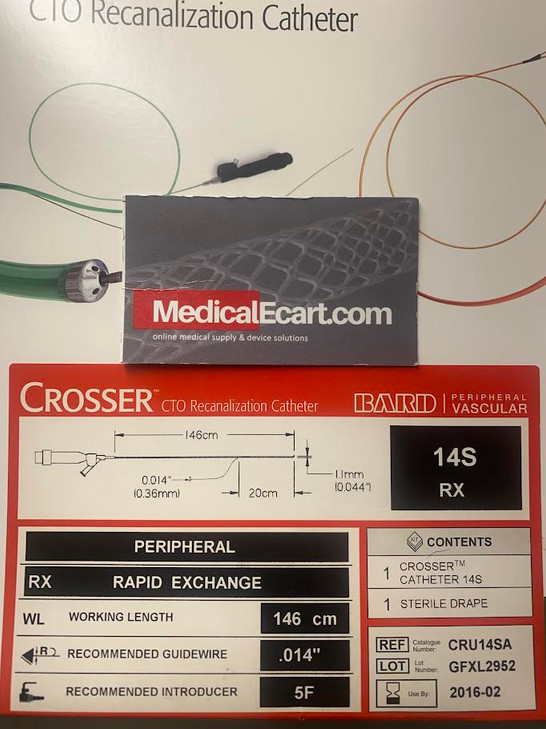 CTO Recanalization Catheter
MedicalEcart.com
online medical supply & device solutions
CROSSER™ CTO Recanalization Catheter
BARD | PERIPHERAL VASCULAR
146cm
0.014"
(0.36mm)
20cm
1.1mm
(0.044")
14S
RX
PERIPHERAL
RX RAPID EXCHANGE
WL WORKING LENGTH 146 cm
R RECOMMENDED GUIDEWIRE .014"
RECOMMENDED INTRODUCER 5F
KIT CONTENTS
1 CROSSER™ CATHETER 14S
1 STERILE DRAPE
REF Catalogue Number: CRU14SA
LOT Lot Number: GFXL2952
Use By: 2016-02